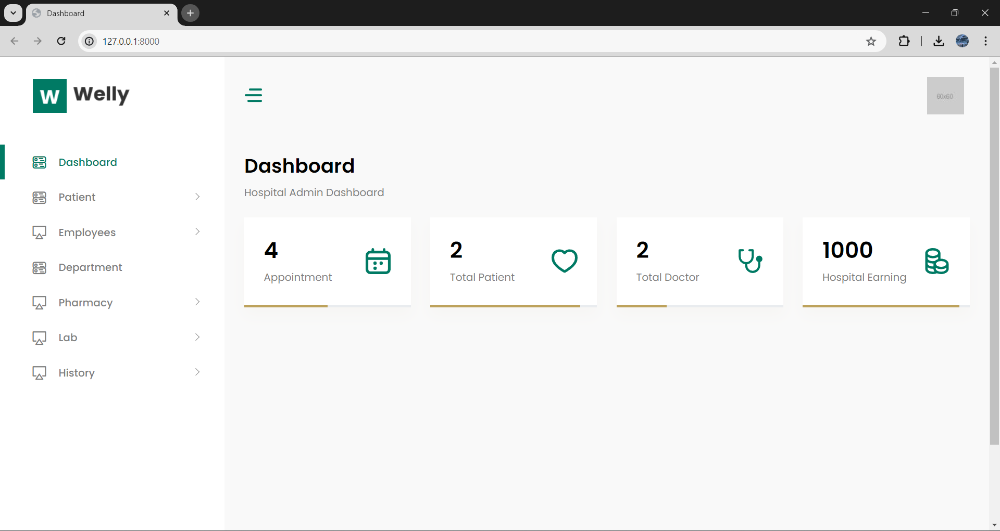 Dashboard
127.0.0.1:8000
W Welly
60x60
Dashboard
Patient
Employees
Department
Pharmacy
Lab
History
Dashboard
Hospital Admin Dashboard
4
Appointment
2
Total Patient
2
Total Doctor
1000
Hospital Earning